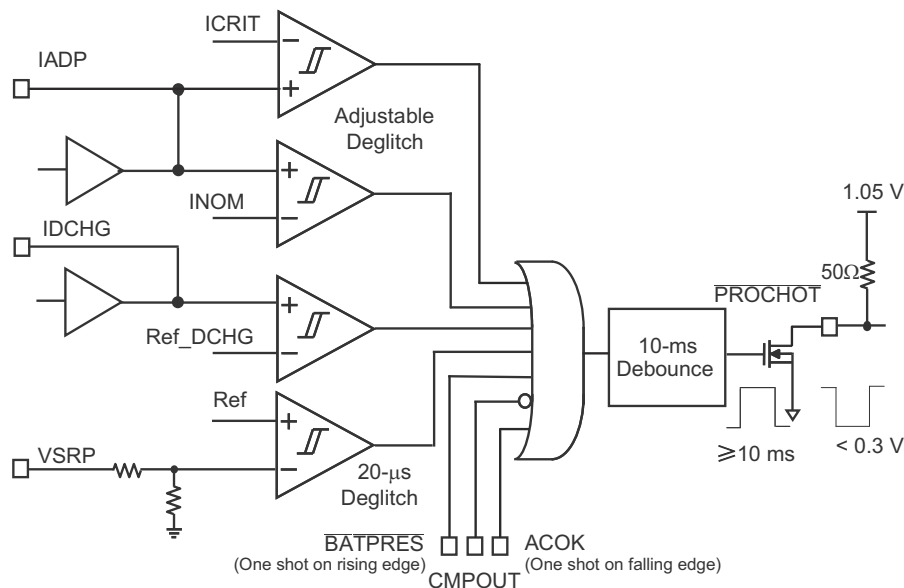 ICRIT
IADP
Adjustable
Deglitch
INOM
1.05 V
IDCHG
50Ω
PROCHOT
Ref_DCHG
10-ms
Debounce
Ref
≥10 ms
< 0.3 V
VSRP
20-μs
Deglitch
BATPRES
ACOK
(One shot on rising edge)
(One shot on falling edge)
CMPOUT